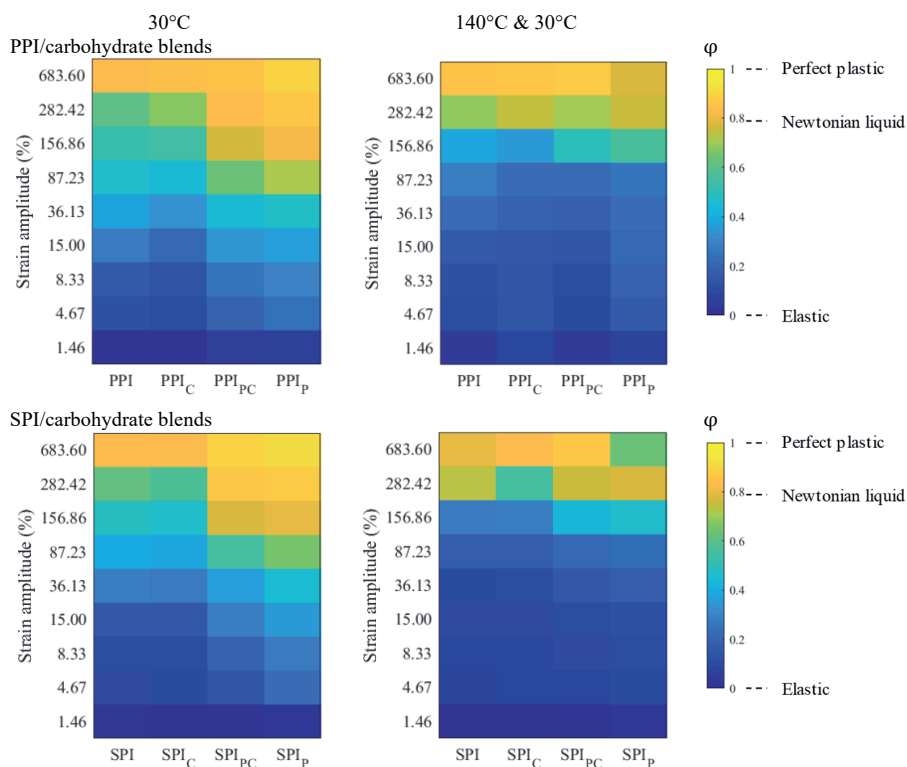 30°C 140°C & 30°C
PPI/carbohydrate blends
φ
683.60
282.42
156.86
87.23
36.13
15.00
8.33
4.67
1.46
Strain amplitude (%)
PPI PPI_C PPI_PC PPI_P
683.60
282.42
156.86
87.23
36.13
15.00
8.33
4.67
1.46
Strain amplitude (%)
PPI PPI_C PPI_PC PPI_P
1 Perfect plastic
0.8 Newtonian liquid
0.6
0.4
0.2
0 Elastic
SPI/carbohydrate blends
φ
683.60
282.42
156.86
87.23
36.13
15.00
8.33
4.67
1.46
Strain amplitude (%)
SPI SPI_C SPI_PC SPI_P
683.60
282.42
156.86
87.23
36.13
15.00
8.33
4.67
1.46
Strain amplitude (%)
SPI SPI_C SPI_PC SPI_P
1 Perfect plastic
0.8 Newtonian liquid
0.6
0.4
0.2
0 Elastic